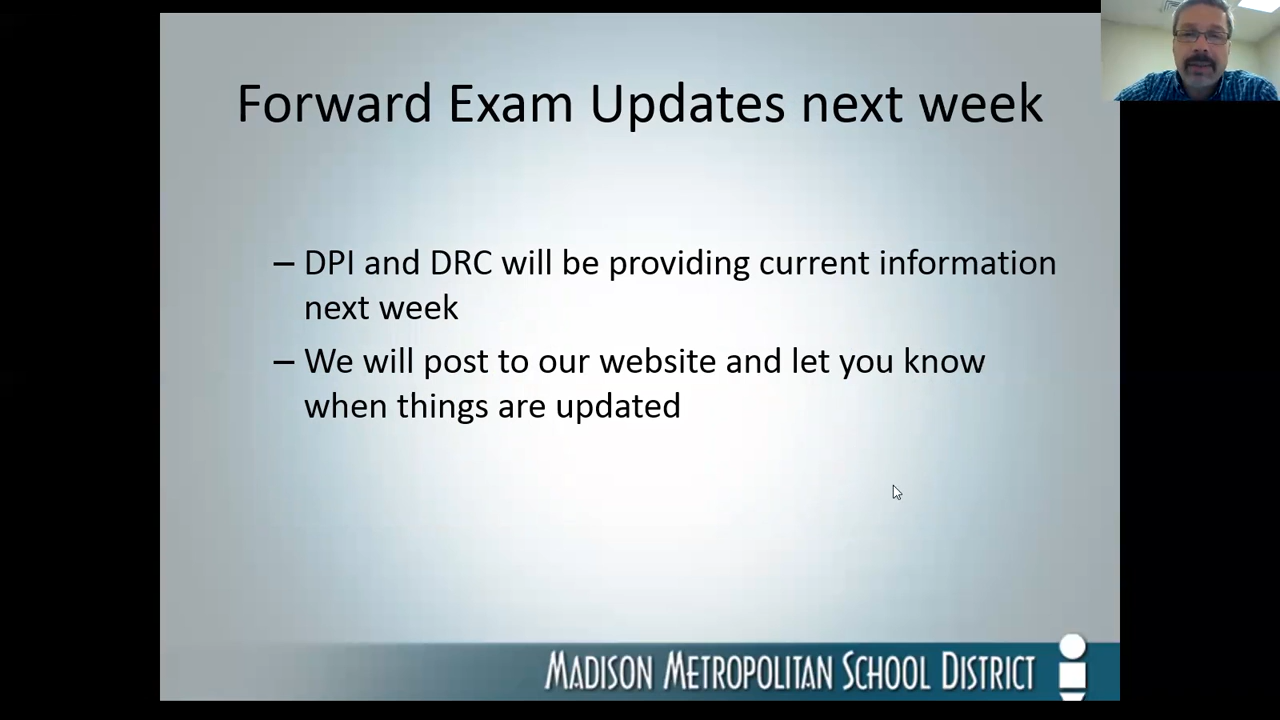 Forward Exam Updates next week
– DPI and DRC will be providing current information
next week
– We will post to our website and let you know
when things are updated
MADISON METROPOLITAN SCHOOL DISTRICT